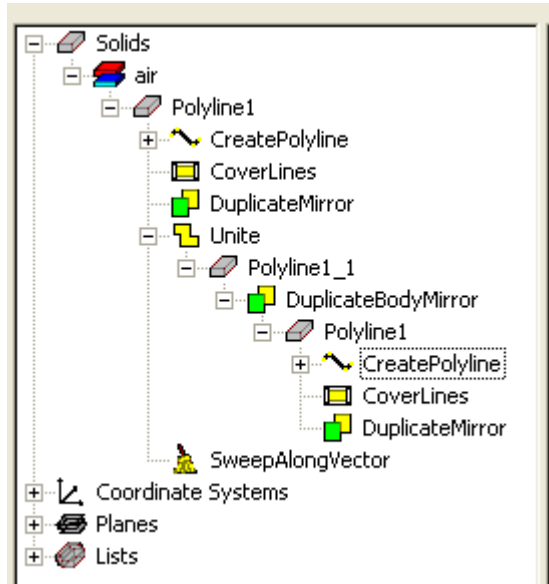 Solids
air
Polyline1
CreatePolyline
CoverLines
DuplicateMirror
Unite
Polyline1_1
DuplicateBodyMirror
Polyline1
CreatePolyline
CoverLines
DuplicateMirror
SweepAlongVector
Coordinate Systems
Planes
Lists